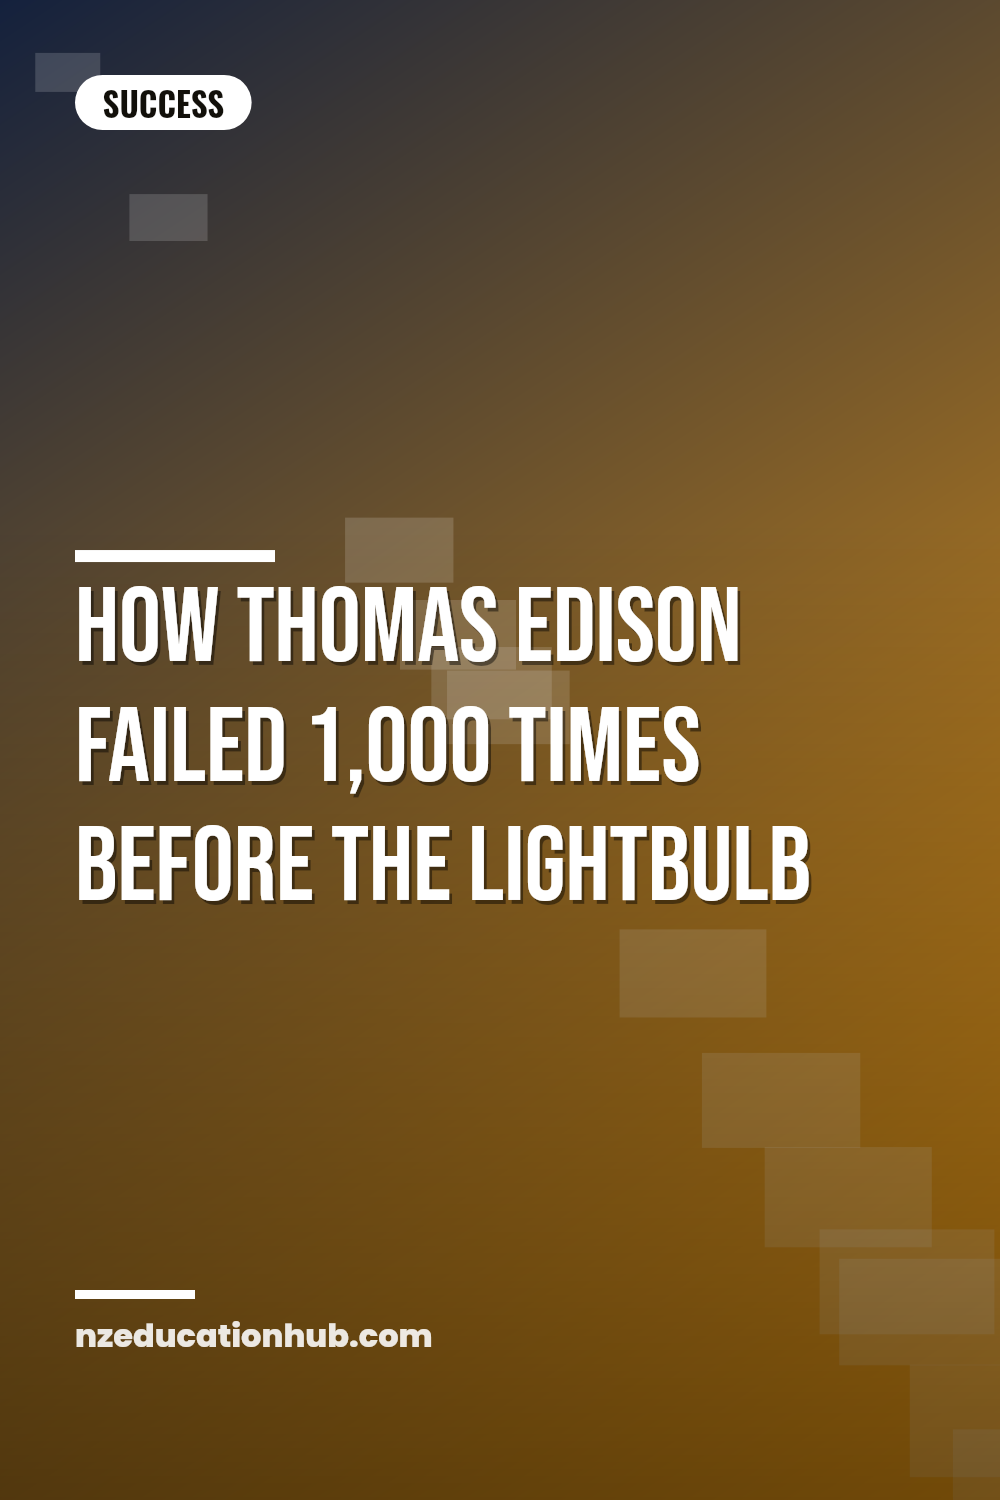 SUCCESS
HOW THOMAS EDISON
FAILED 1,000 TIMES
BEFORE THE LIGHTBULB
nzeducationhub.com